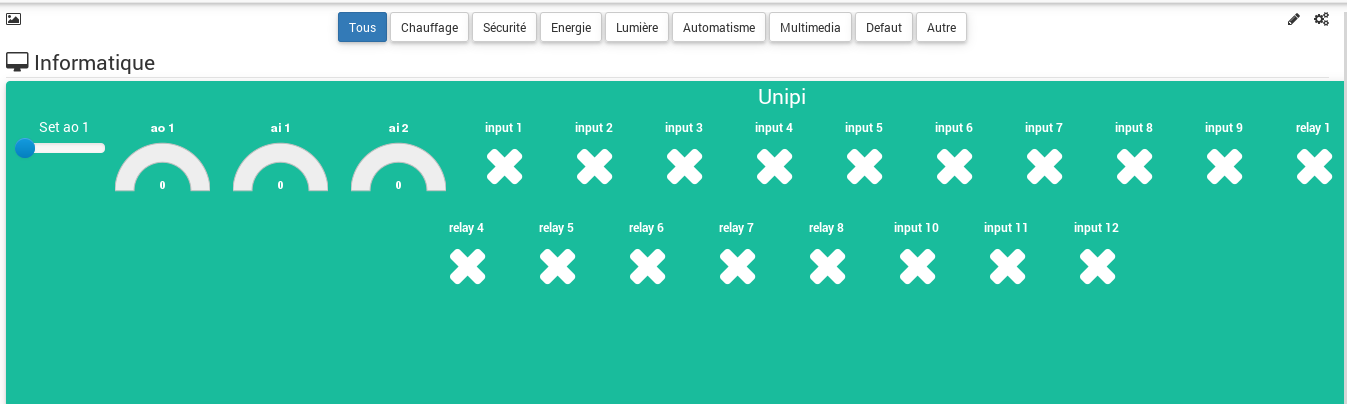 Tous Chauffage Sécurité Energie Lumière Automatisme Multimedia Defaut Autre
Informatique
Unipi
Set ao 1 ao 1 ai 1 ai 2 input 1 input 2 input 3 input 4 input 5 input 6 input 7 input 8 input 9 relay 1
0 0 0
relay 4 relay 5 relay 6 relay 7 relay 8 input 10 input 11 input 12